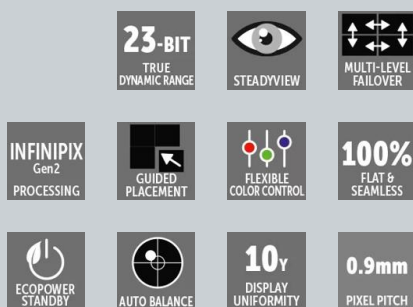 23-BIT
TRUE
DYNAMIC RANGE
STEADYVIEW
MULTI-LEVEL
FAILOVER
INFINIPIX
Gen2
PROCESSING
GUIDED
PLACEMENT
FLEXIBLE
COLOR CONTROL
100%
FLAT &
SEAMLESS
ECOPOWER
STANDBY
AUTO BALANCE
10Y
DISPLAY
UNIFORMITY
0.9mm
PIXEL PITCH